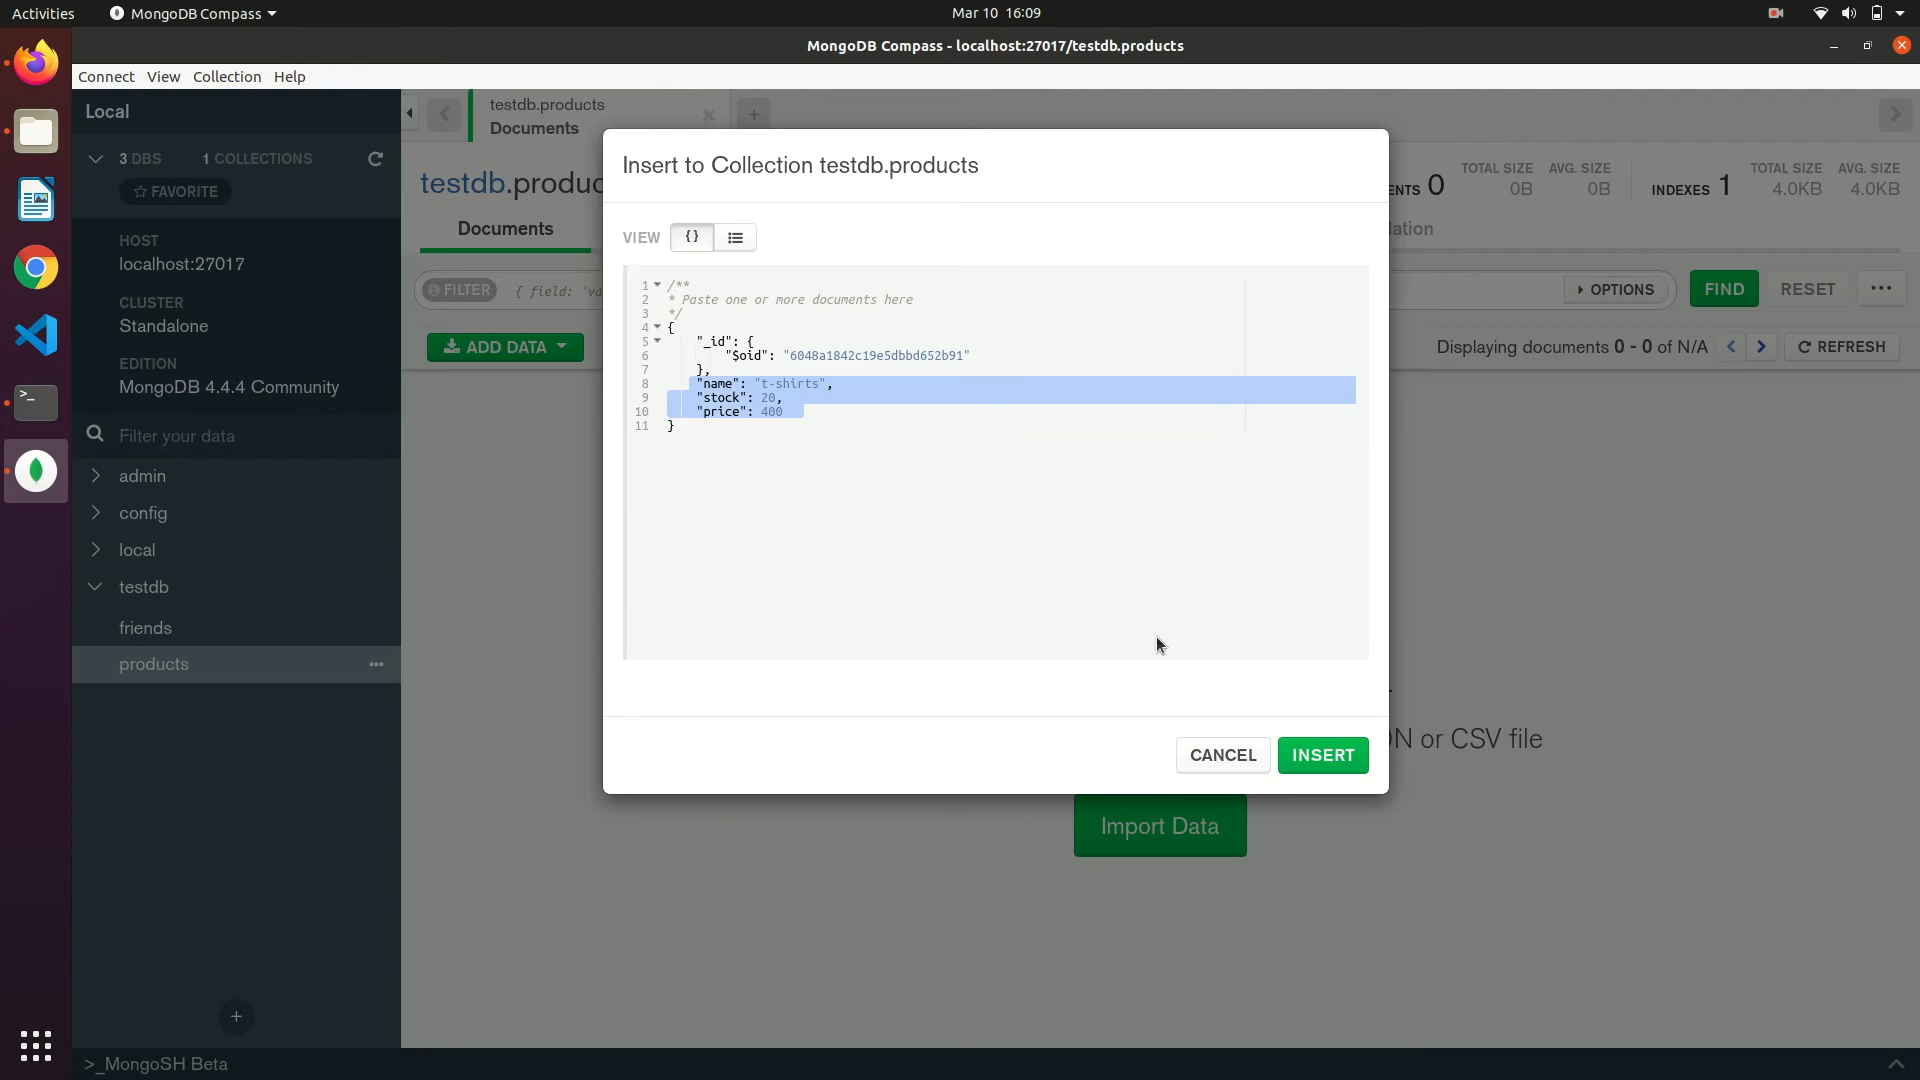 Activities
MongoDB Compass
Mar 10 16:09
MongoDB Compass - localhost:27017/testdb.products
Connect View Collection Help
Local
3 DBS 1 COLLECTIONS
FAVORITE
HOST
localhost:27017
CLUSTER
Standalone
EDITION
MongoDB 4.4.4 Community
Filter your data
admin
config
local
testdb
friends
products
>_MongoSH Beta
testdb.products
Documents
testdb.produc
ENTS 0
TOTAL SIZE AVG. SIZE
0B 0B
INDEXES 1
TOTAL SIZE AVG. SIZE
4.0KB 4.0KB
Documents
lation
FILTER { field: 'va
OPTIONS
FIND
RESET
ADD DATA
Displaying documents 0 - 0 of N/A
REFRESH
Insert to Collection testdb.products
VIEW {}
1 /**
2 * Paste one or more documents here
3 */
4 {
5 "_id": {
6 "$oid": "6048a1842c19e5dbbd652b91"
7 },
8 "name": "t-shirts",
9 "stock": 20,
10 "price": 400
11 }
CANCEL INSERT
ON or CSV file
Import Data